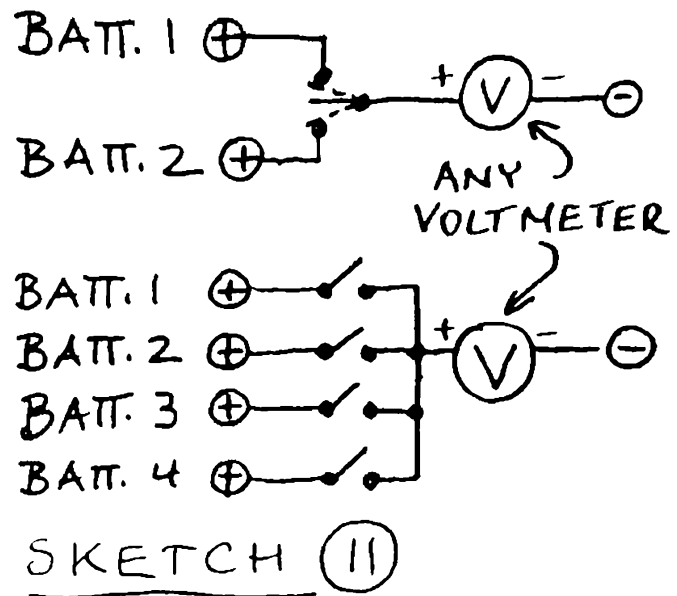 BATT. 1 +
+ V - -
BATT. 2 +
ANY
VOLTMETER
BATT. 1 +
BATT. 2 + + V - -
BATT. 3 +
BATT. 4 +
SKETCH 11